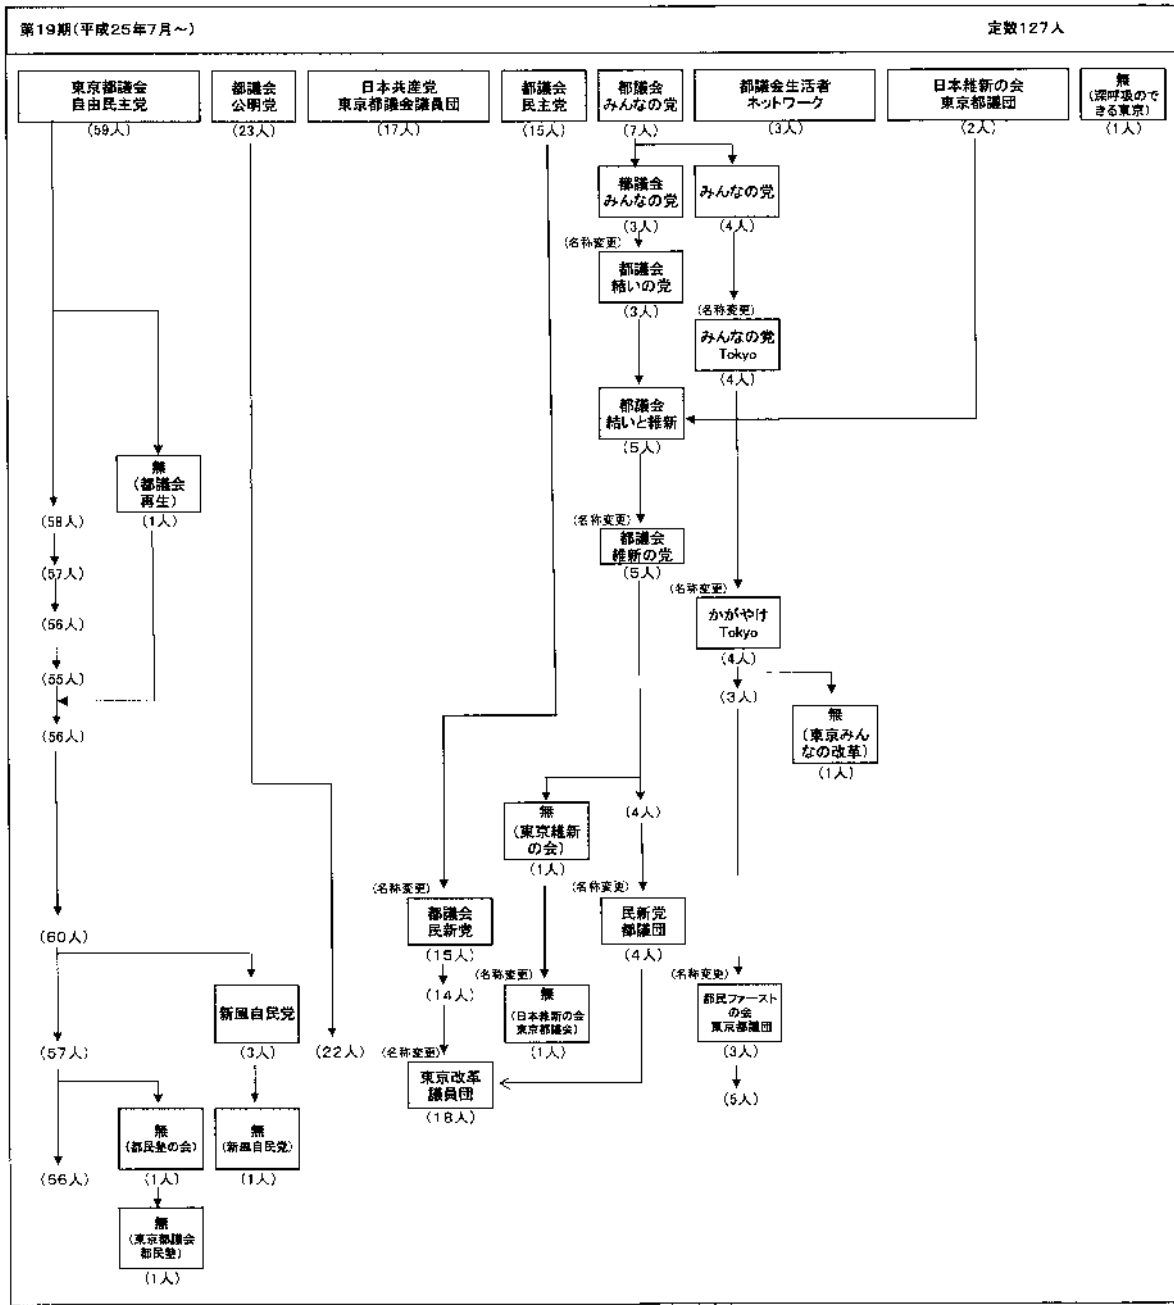 第19期(平成25年7月～)
定数127人
東京都議会
自由民主党
(59人)
都議会
公明党
(23人)
日本共産党
東京都議会議員団
(17人)
都議会
民主党
(15人)
都議会
みんなの党
(7人)
都議会生活者
ネットワーク
(3人)
日本維新の会
東京都議団
(2人)
無
(深呼吸ので
きる東京)
(1人)
都議会
みんなの党
(3人)
みんなの党
(4人)
(名称変更)
都議会
結いの党
(3人)
(名称変更)
みんなの党
Tokyo
(4人)
都議会
結いと維新
(5人)
無
(都議会
再生)
(1人)
(58人)
(名称変更)
都議会
維新の党
(5人)
(57人)
(名称変更)
かがやけ
Tokyo
(4人)
(56人)
(55人)
(3人)
無
(東京みん
なの改革)
(1人)
(56人)
無
(東京維新
の会)
(1人)
(4人)
(名称変更)
都議会
民新党
(15人)
(名称変更)
民新党
都議団
(4人)
(60人)
(14人)
(名称変更)
無
(日本維新の会
東京都議会)
(1人)
(名称変更)
都民ファースト
の会
東京都議団
(3人)
新風自民党
(3人)
(57人)
(22人)
(名称変更)
東京改革
議員団
(18人)
(5人)
無
(都民塾の会)
(1人)
無
(新風自民党)
(1人)
(56人)
無
(東京都議会
都民塾)
(1人)